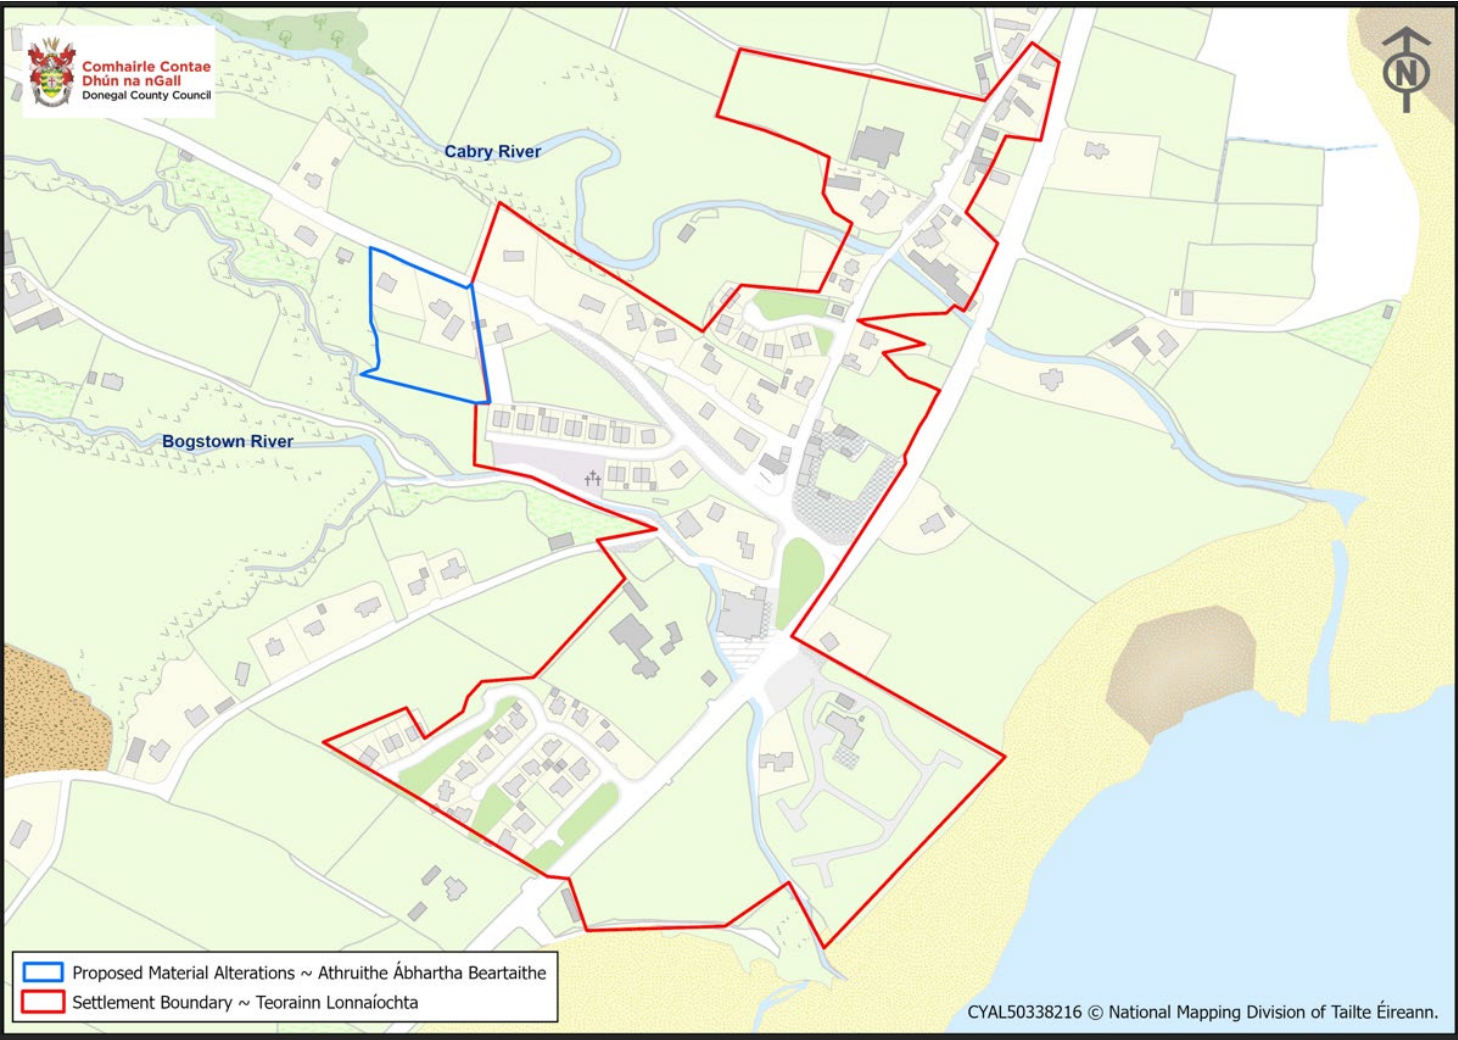 Comhairle Contae
Dhún na nGall
Donegal County Council
N
Cabry River
Bogstown River
Proposed Material Alterations ~ Athruithe Ábhartha Beartaithe
Settlement Boundary ~ Teorainn Lonnaíochta
CYAL50338216 © National Mapping Division of Tailte Éireann.